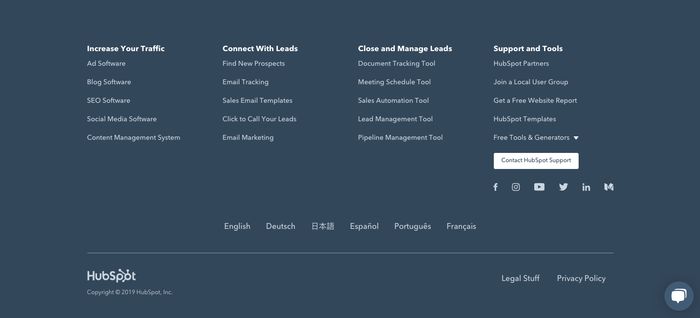 Increase Your Traffic
Ad Software
Blog Software
SEO Software
Social Media Software
Content Management System
Connect With Leads
Find New Prospects
Email Tracking
Sales Email Templates
Click to Call Your Leads
Email Marketing
Close and Manage Leads
Document Tracking Tool
Meeting Schedule Tool
Sales Automation Tool
Lead Management Tool
Pipeline Management Tool
Support and Tools
HubSpot Partners
Join a Local User Group
Get a Free Website Report
HubSpot Templates
Free Tools & Generators
Contact HubSpot Support
English Deutsch 日本語 Español Português Français
HubSpot
Copyright © 2019 HubSpot, Inc.
Legal Stuff Privacy Policy